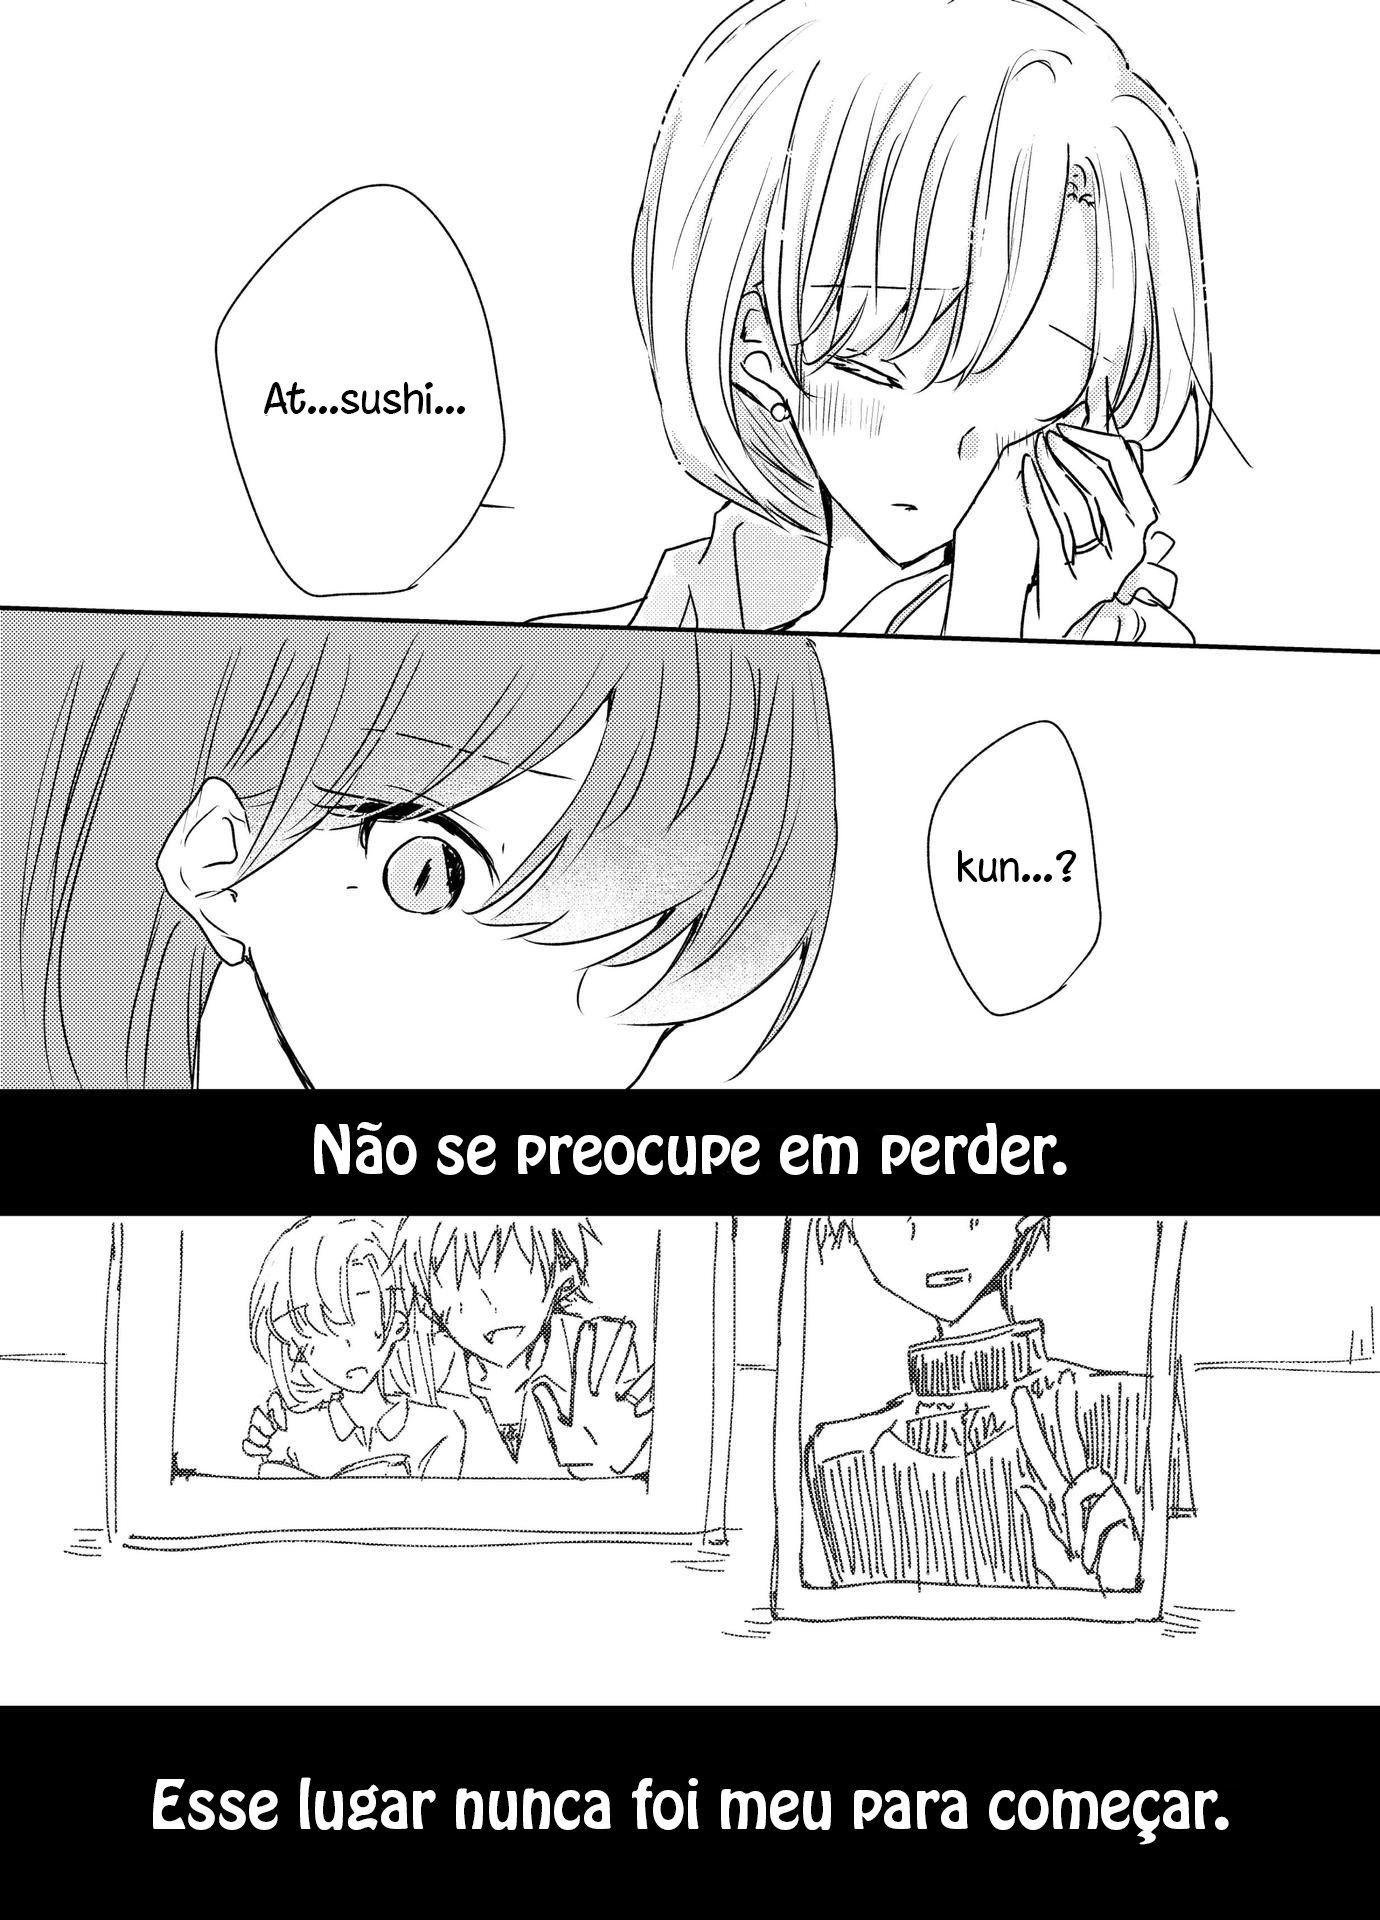 At...sushi...
kun...?
Não se preocupe em perder.
Esse lugar nunca foi meu para começar.